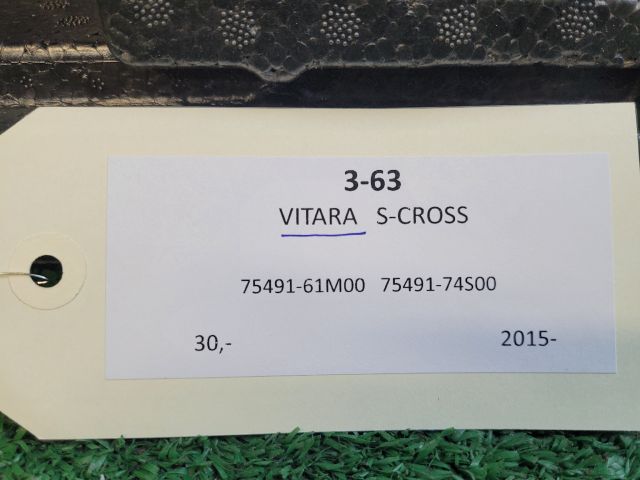 3-63
VITARA S-CROSS
75491-61M00 75491-74S00
30,- 2015-